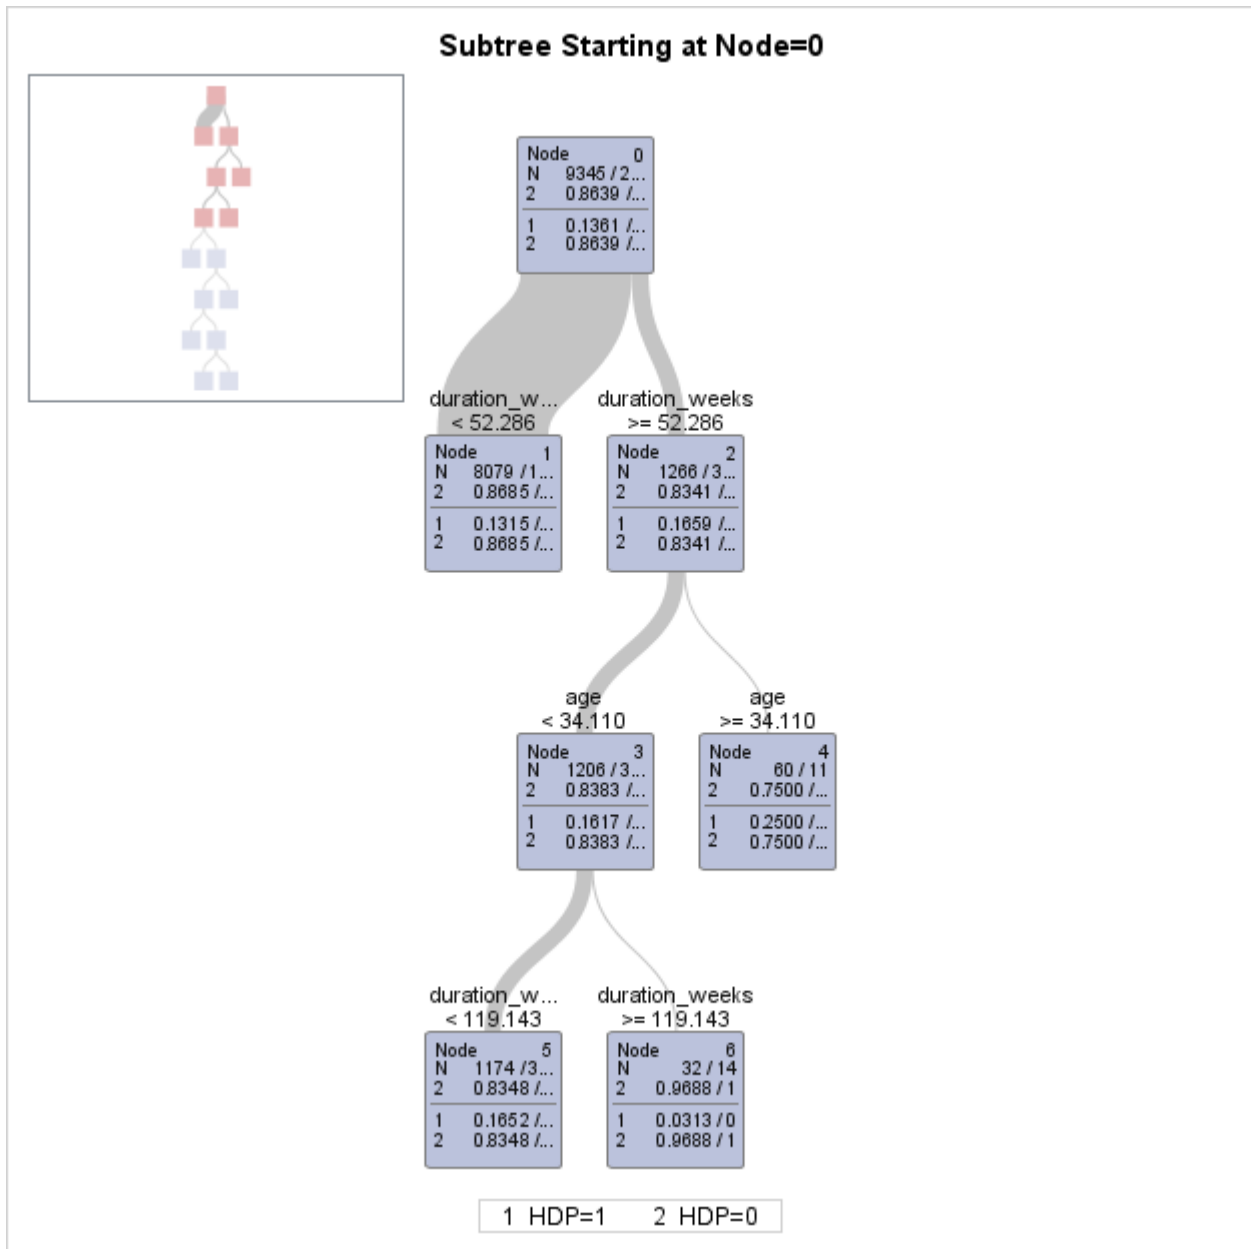 Subtree Starting at Node=0
Node 0
N 9345 / 2...
2 0.8639 /...
1 0.1361 /...
2 0.8639 /...
duration_w...
< 52.286
duration_weeks
>= 52.286
Node 1
N 8079 / 1...
2 0.8685 /...
1 0.1315 /...
2 0.8685 /...
Node 2
N 1266 / 3...
2 0.8341 /...
1 0.1659 /...
2 0.8341 /...
age
< 34.110
age
>= 34.110
Node 3
N 1206 / 3...
2 0.8383 /...
1 0.1617 /...
2 0.8383 /...
Node 4
N 60 / 11
2 0.7500 /...
1 0.2500 /...
2 0.7500 /...
duration_w...
< 119.143
duration_weeks
>= 119.143
Node 5
N 1174 / 3...
2 0.8348 /...
1 0.1652 /...
2 0.8348 /...
Node 6
N 32 / 14
2 0.9688 / 1
1 0.0313 / 0
2 0.9688 / 1
1 HDP=1 2 HDP=0